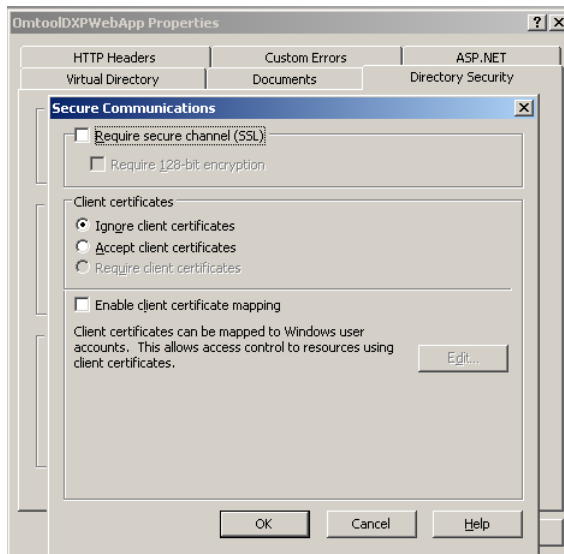 OmtoolDXPWebApp Properties
HTTP Headers Custom Errors ASP.NET
Virtual Directory Documents Directory Security
Secure Communications
Require secure channel (SSL)
Require 128-bit encryption
Client certificates
Ignore client certificates
Accept client certificates
Require client certificates
Enable client certificate mapping
Client certificates can be mapped to Windows user
accounts. This allows access control to resources using
client certificates.
Edit...
OK Cancel Help